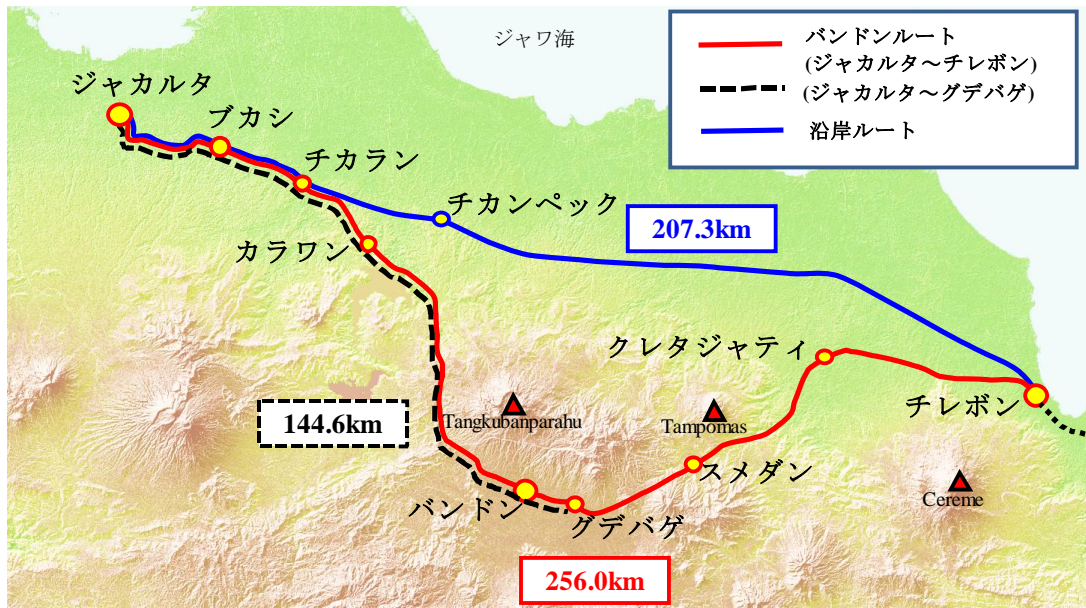 ジャワ海
バンドンルート
(ジャカルタ～チレボン)
(ジャカルタ～グデバゲ)
沿岸ルート
ジャカルタ
ブカシ
チカラン
チカンペック
207.3km
カラワン
クレタジャティ
チレボン
144.6km
Tangkubanparahu
Tampomas
スメダン
Cereme
バンドン
グデバゲ
256.0km